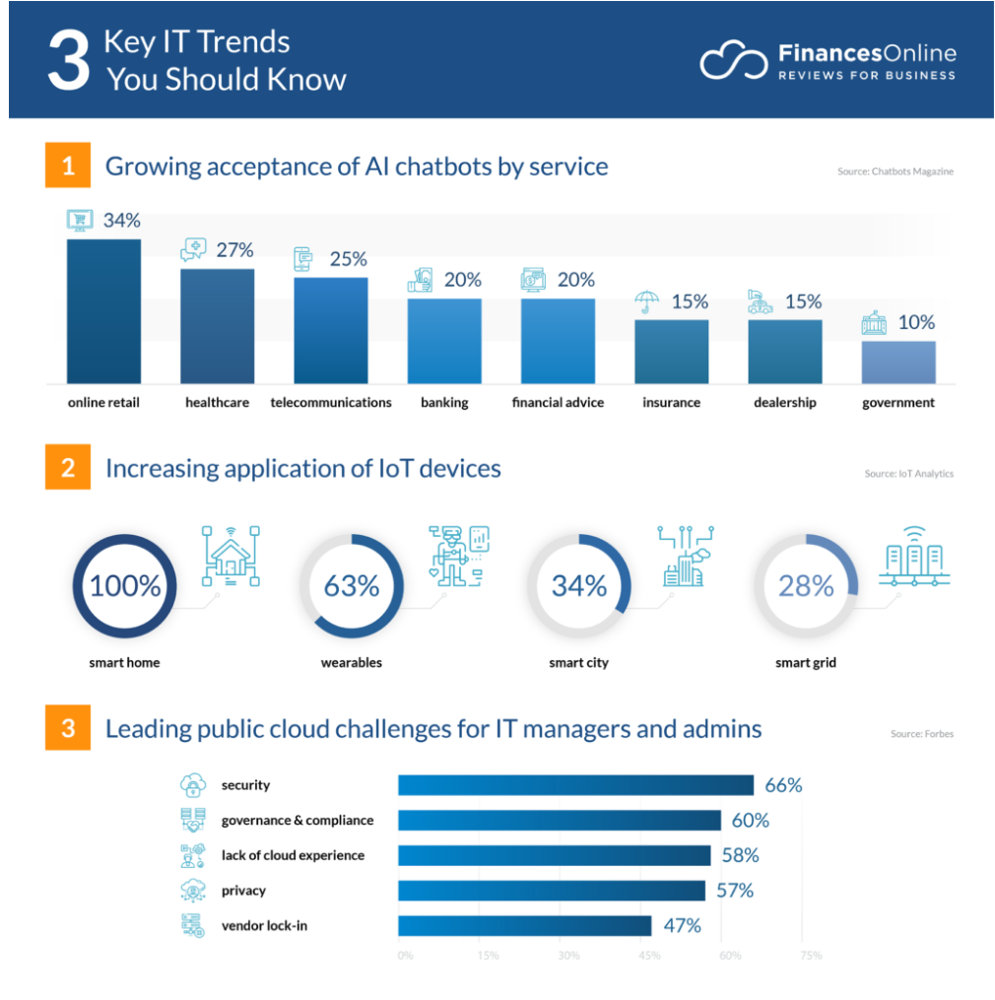 3
Key IT Trends
You Should Know
FinancesOnline
REVIEWS FOR BUSINESS
1
Growing acceptance of AI chatbots by service
Source: Chatbots Magazine
34%
27%
25%
20%
20%
15%
15%
10%
online retail
healthcare
telecommunications
banking
financial advice
insurance
dealership
government
2
Increasing application of IoT devices
Source: IoT Analytics
100%
63%
34%
28%
smart home
wearables
smart city
smart grid
3
Leading public cloud challenges for IT managers and admins
Source: Forbes
security
66%
governance & compliance
60%
lack of cloud experience
58%
privacy
57%
vendor lock-in
47%
0%
15%
30%
45%
60%
75%